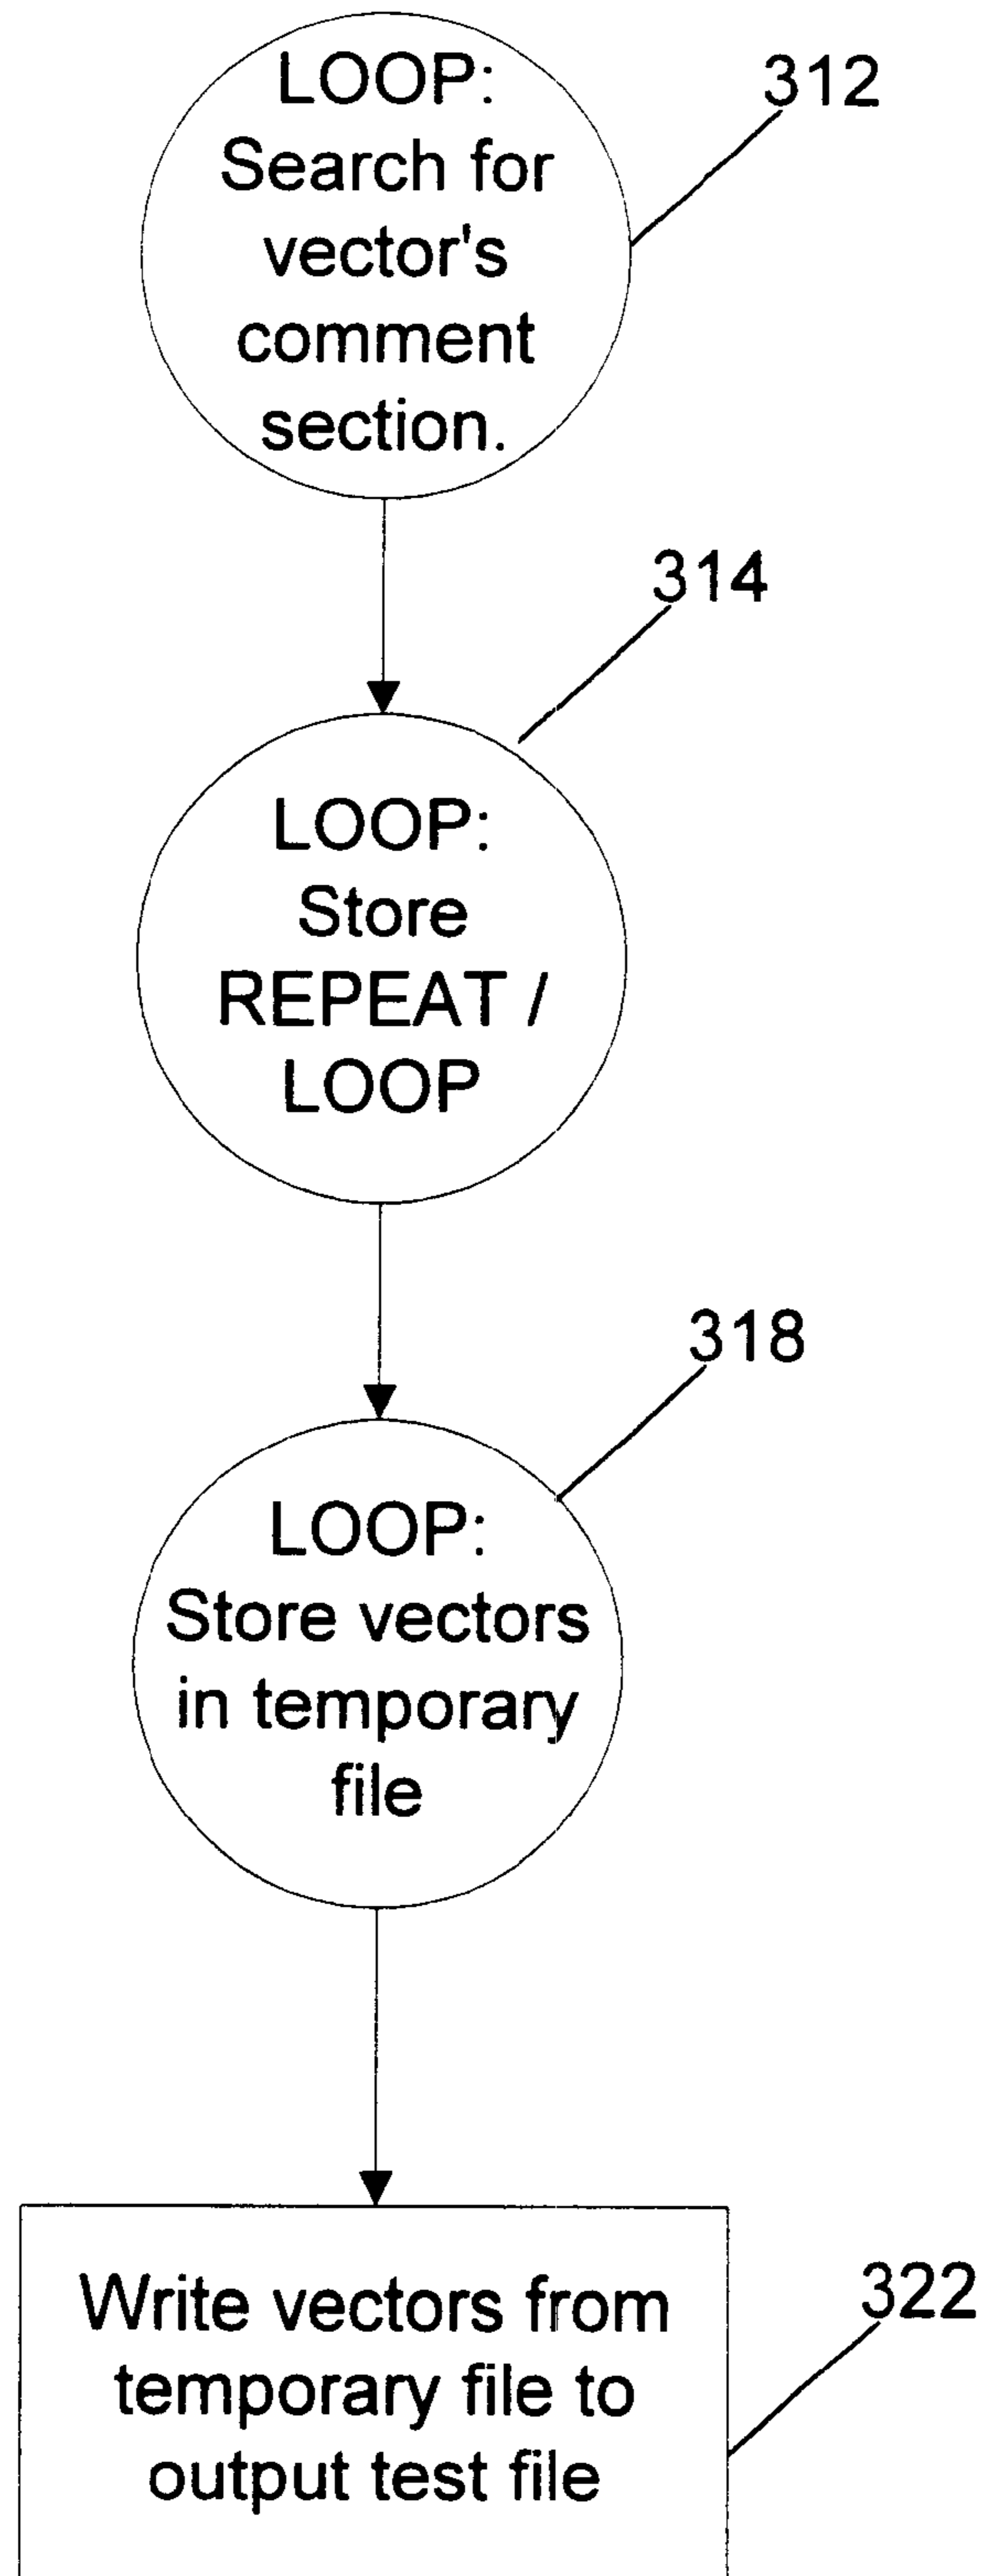 LOOP:
Search for
vector's
comment
section.
312
314
LOOP:
Store
REPEAT /
LOOP
318
LOOP:
Store vectors
in temporary
file
322
Write vectors from
temporary file to
output test file